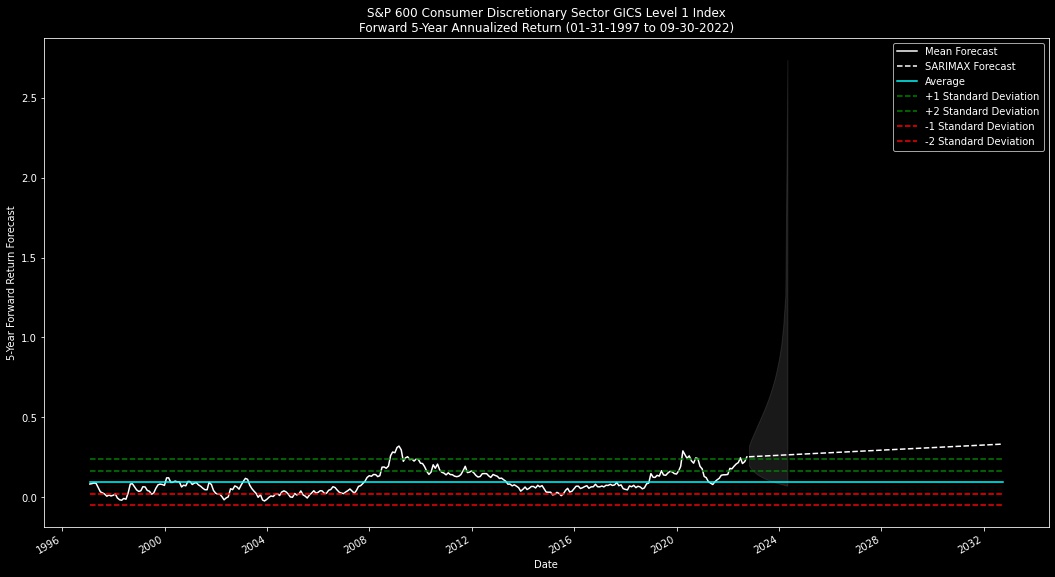 S&P 600 Consumer Discretionary Sector GICS Level 1 Index
Forward 5-Year Annualized Return (01-31-1997 to 09-30-2022)
Mean Forecast
SARIMAX Forecast
Average
+1 Standard Deviation
+2 Standard Deviation
-1 Standard Deviation
-2 Standard Deviation
5-Year Forward Return Forecast
2.5
2.0
1.5
1.0
0.5
0.0
1996
2000
2004
2008
2012
2016
2020
2024
2028
2032
Date